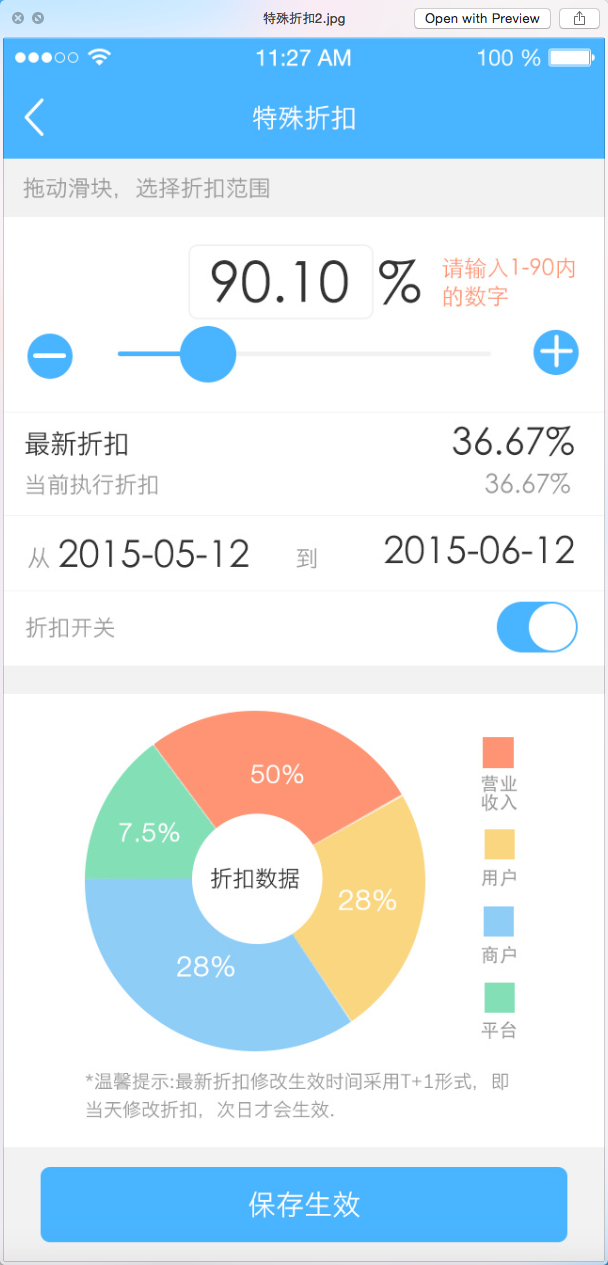 特殊折扣2.jpg
Open with Preview
11:27 AM
100 %
特殊折扣
拖动滑块，选择折扣范围
90.10 %
请输入1-90内
的数字
最新折扣 36.67%
当前执行折扣 36.67%
从 2015-05-12 到 2015-06-12
折扣开关
50%
7.5%
28%
28%
折扣数据
营业
收入
用户
商户
平台
*温馨提示:最新折扣修改生效时间采用T+1形式，即
当天修改折扣，次日才会生效.
保存生效